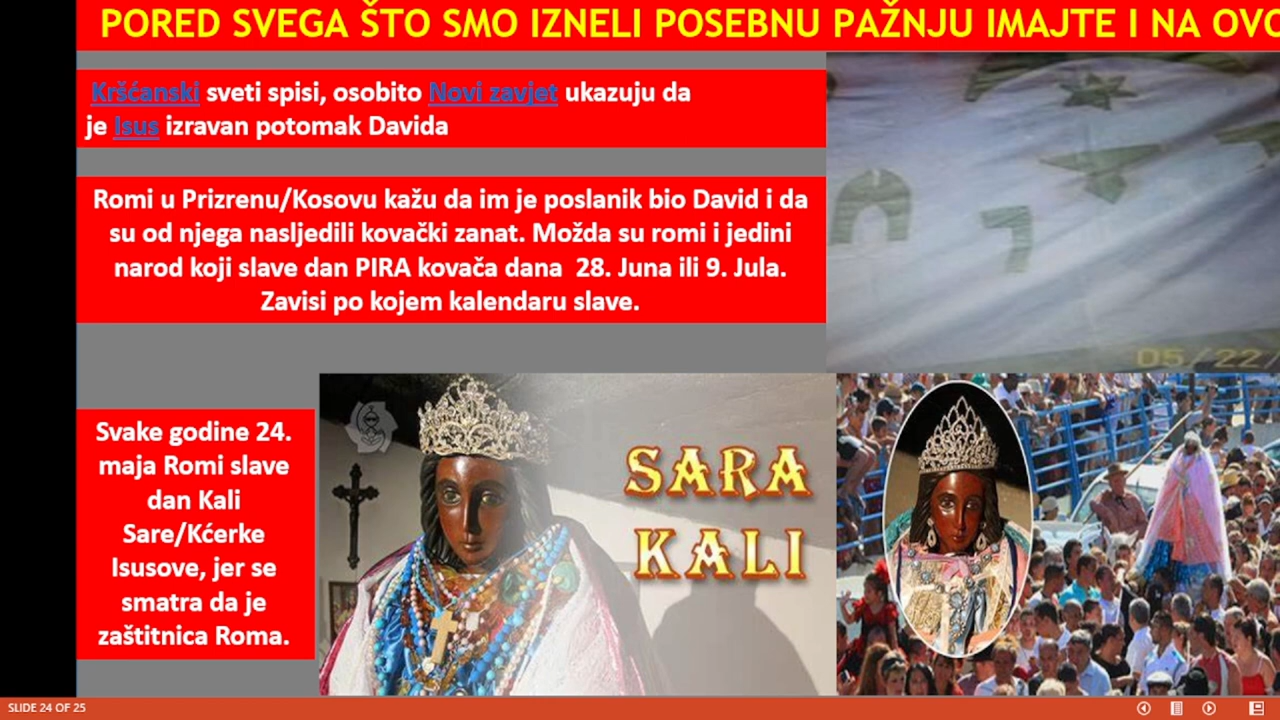 PORED SVEGA ŠTO SMO IZNELI POSEBNU PAŽNJU IMAJTE I NA OVO
Kršćanski sveti spisi, osobito Novi zavjet ukazuju da
je Isus izravan potomak Davida
Romi u Prizrenu/Kosovu kažu da im je poslanik bio David i da
su od njega nasljedili kovački zanat. Možda su romi i jedini
narod koji slave dan PIRA kovača dana 28. Juna ili 9. Jula.
Zavisi po kojem kalendaru slave.
05/22/
Svake godine 24.
maja Romi slave
dan Kali
Sare/Kćerke
Isusove, jer se
smatra da je
zaštitnica Roma.
SARA
KALI
SLIDE 24 OF 25